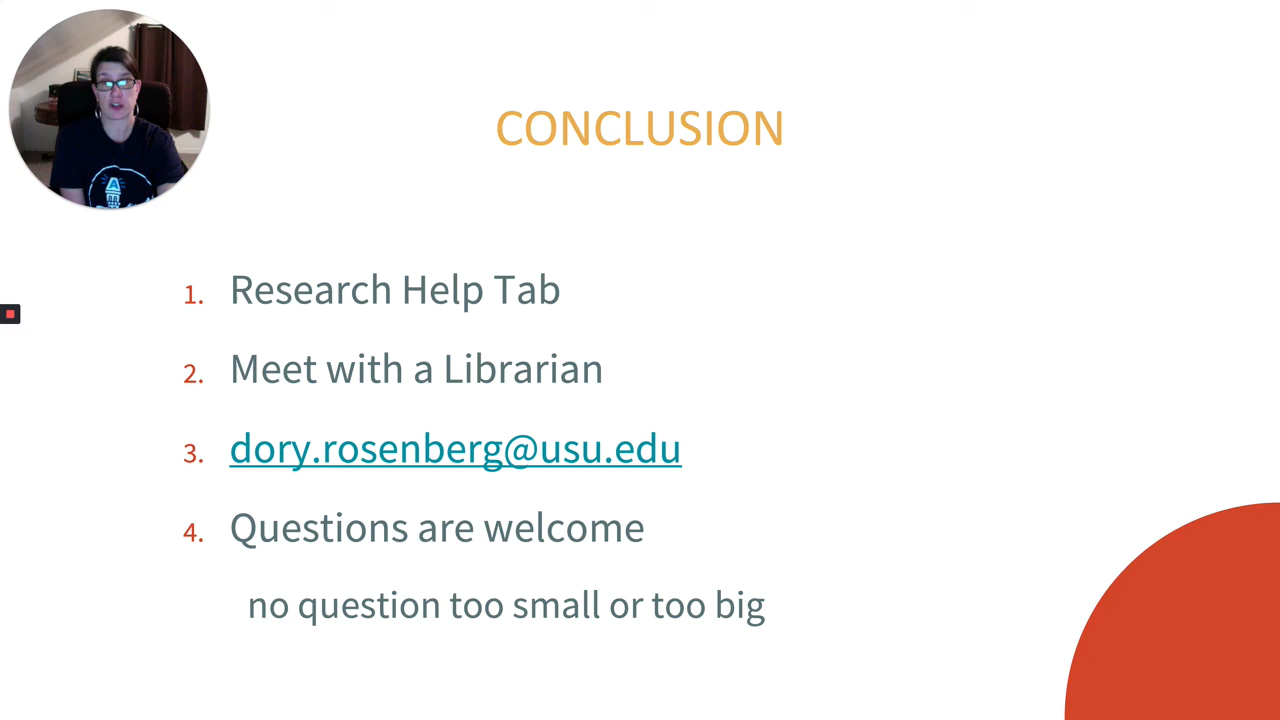 CONCLUSION
1. Research Help Tab
2. Meet with a Librarian
3. dory.rosenberg@usu.edu
4. Questions are welcome
no question too small or too big